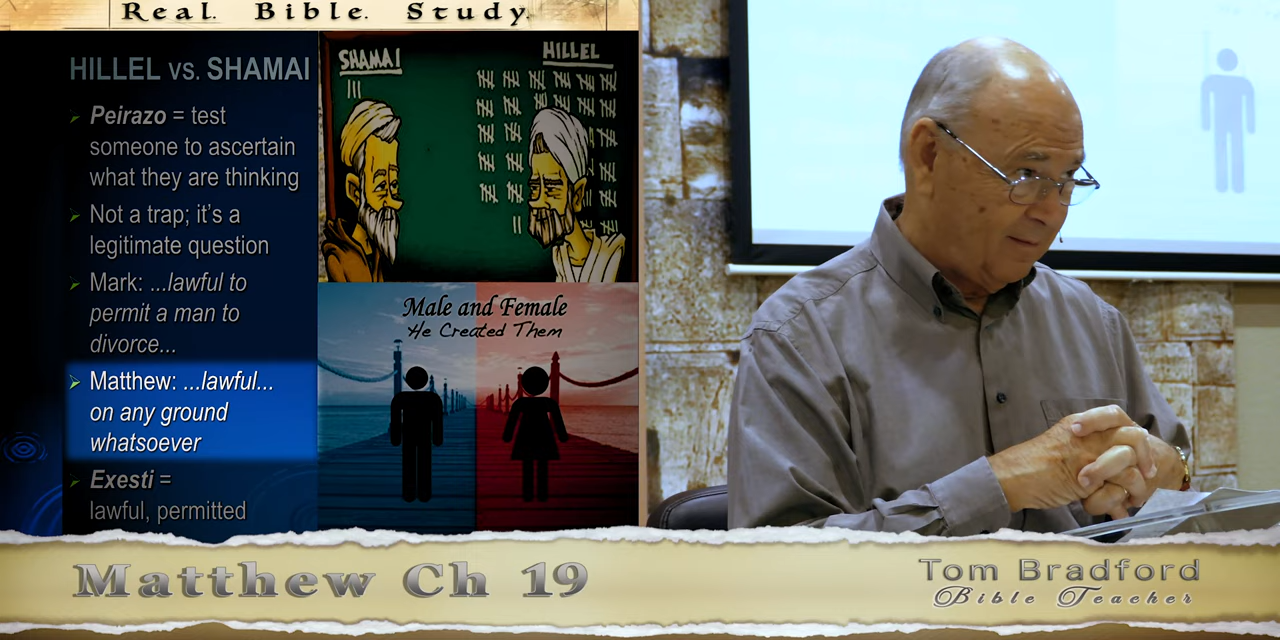 Real. Bible. Study.
HILLEL vs. SHAMAI
Peirazo = test
someone to ascertain
what they are thinking
Not a trap; it's a
legitimate question
Mark: ...lawful to
permit a man to
divorce...
Matthew: ...lawful...
on any ground
whatsoever
Exesti =
lawful, permitted
SHAMAI
HILLEL
Male and Female
He Created Them
Matthew Ch 19
Tom Bradford
Bible Teacher